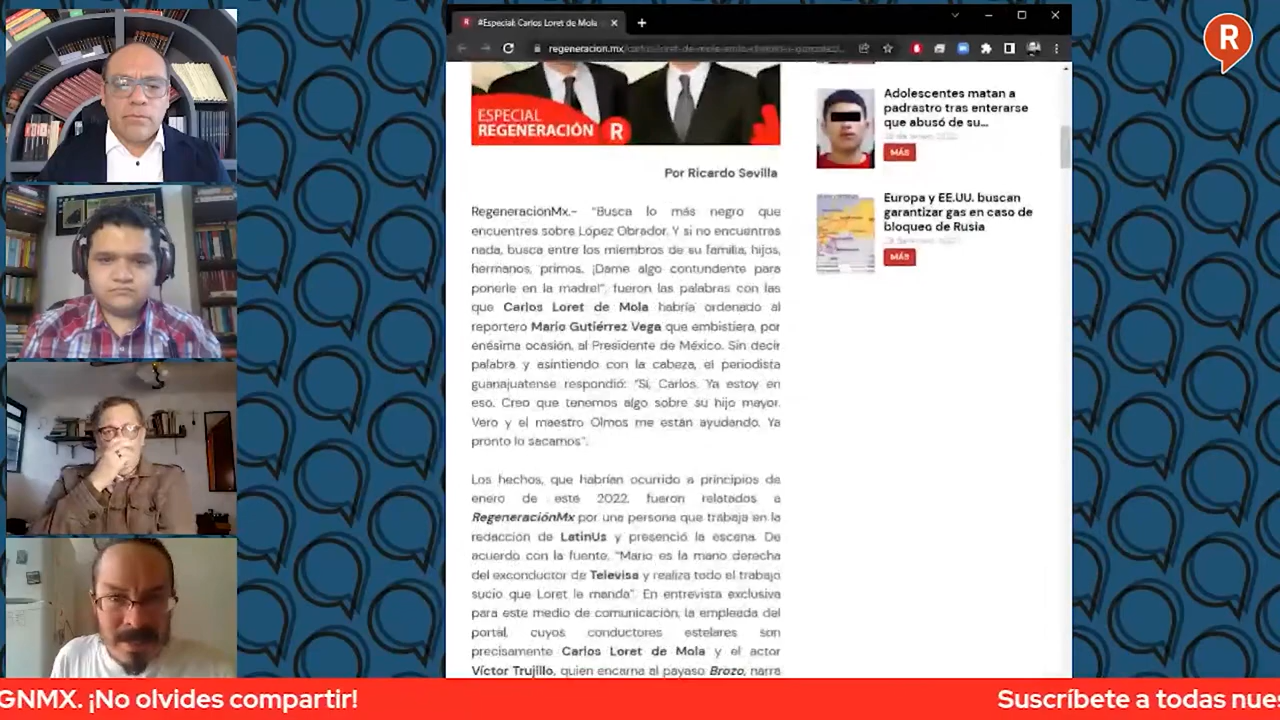 #Especial: Carlos Loret de Mola
regeneracion.mx/
R
ESPECIAL
REGENERACIÓN R
Por Ricardo Sevilla
RegeneracionMx.- “Busca lo más negro que
encuentres sobre López Obrador. Y si no encuentras
nada, busca entre los miembros de su familia, hijos,
hermanos, primos. ¡Dame algo contundente para
ponerle en la madre!”, fueron las palabras con las
que Carlos Loret de Mola habría ordenado al
reportero Mario Gutiérrez Vega que embistiera, por
enésima ocasión, al Presidente de México. Sin decir
palabra y asintiendo con la cabeza, el periodista
guanajuatense respondió: “Sí, Carlos. Ya estoy en
eso. Creo que tenemos algo sobre su hijo mayor.
Vero y el maestro Olmos me están ayudando. Ya
pronto lo sacamos”.
Los hechos, que habrían ocurrido a principios de
enero de este 2022, fueron relatados a
RegeneraciónMx por una persona que trabaja en la
redacción de LatinUs y presenció la escena. De
acuerdo con la fuente, “Mario es la mano derecha
del exconductor de Televisa y realiza todo el trabajo
sucio que Loret le manda”. En entrevista exclusiva
para este medio de comunicación, la empleada del
portal, cuyos conductores estelares son
precisamente Carlos Loret de Mola y el actor
Víctor Trujillo, quien encarna al payaso Brozo, narra
Adolescentes matan a
padrastro tras enterarse
que abusó de su...
MÁS
Europa y EE.UU. buscan
garantizar gas en caso de
bloqueo de Rusia
MÁS
GNMX. ¡No olvides compartir!
Suscríbete a todas nues